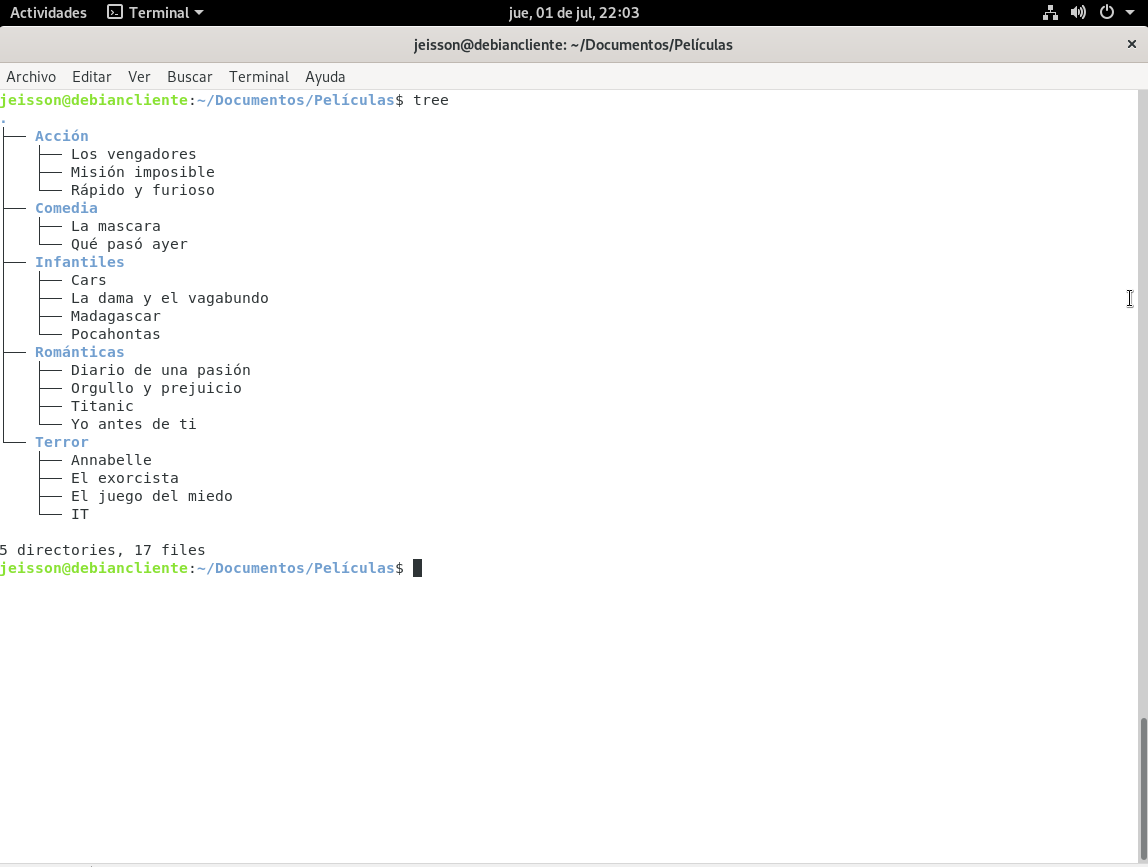 Actividades Terminal jue, 01 de jul, 22:03
jeisson@debiancliente: ~/Documentos/Películas
Archivo Editar Ver Buscar Terminal Ayuda
jeisson@debiancliente:~/Documentos/Películas$ tree
.
├── Acción
│   ├── Los vengadores
│   ├── Misión imposible
│   └── Rápido y furioso
├── Comedia
│   ├── La mascara
│   └── Qué pasó ayer
├── Infantiles
│   ├── Cars
│   ├── La dama y el vagabundo
│   ├── Madagascar
│   └── Pocahontas
├── Románticas
│   ├── Diario de una pasión
│   ├── Orgullo y prejuicio
│   ├── Titanic
│   └── Yo antes de ti
└── Terror
    ├── Annabelle
    ├── El exorcista
    ├── El juego del miedo
    └── IT
5 directories, 17 files
jeisson@debiancliente:~/Documentos/Películas$